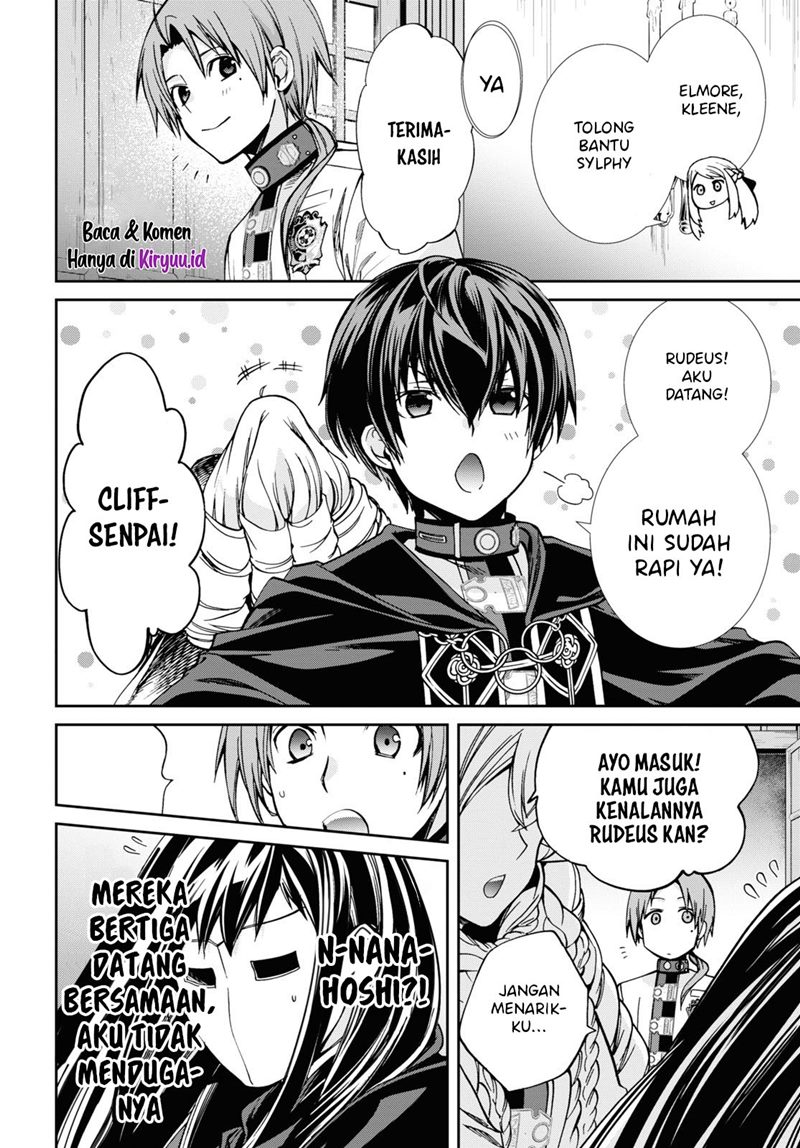 ELMORE,
KLEENE,
TOLONG
BANTU
SYLPHY
YA
TERIMA-
KASIH
Baca & Komen
Hanya di Kiryuu.id
RUDEUS!
AKU
DATANG!
RUMAH
INI SUDAH
RAPI YA!
CLIFF-
SENPAI!
AYO MASUK!
KAMU JUGA
KENALANNYA
RUDEUS KAN?
JANGAN
MENARIK-
KU...
N-NANA-
HOSHI?!
MEREKA
BERTIGA
DATANG
BERSAMAAN,
AKU TIDAK
MENDUGA-
NYA